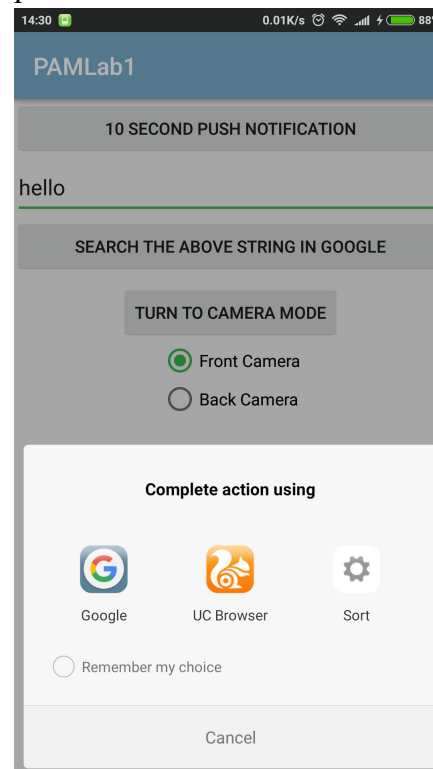 14:30 0.01K/s 88%
PAMLab1
10 SECOND PUSH NOTIFICATION
hello
SEARCH THE ABOVE STRING IN GOOGLE
TURN TO CAMERA MODE
Front Camera
Back Camera
Complete action using
Google UC Browser Sort
Remember my choice
Cancel